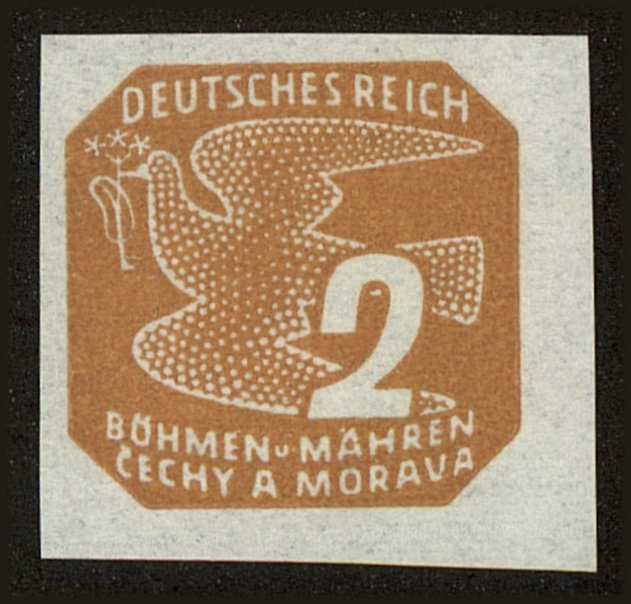 DEUTSCHES REICH
2
BÖHMEN u. MÄHREN
ČECHY A MORAVA